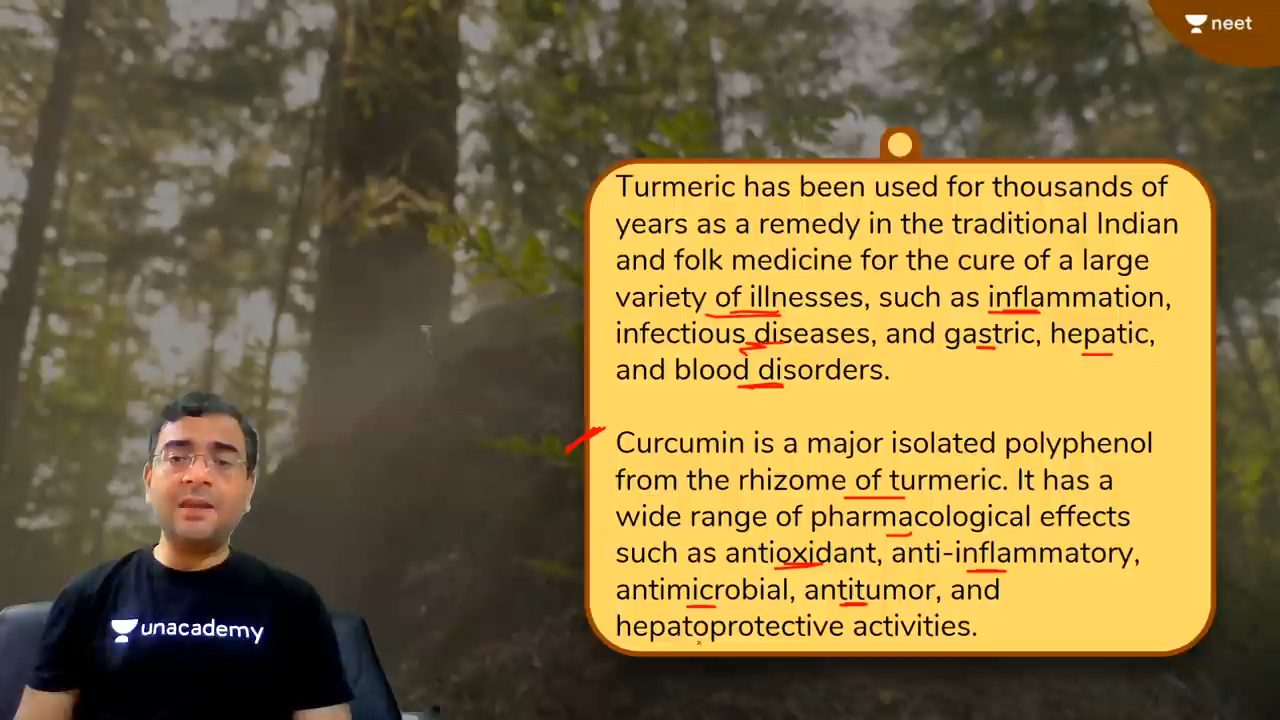 neet
Turmeric has been used for thousands of
years as a remedy in the traditional Indian
and folk medicine for the cure of a large
variety of illnesses, such as inflammation,
infectious diseases, and gastric, hepatic,
and blood disorders.
Curcumin is a major isolated polyphenol
from the rhizome of turmeric. It has a
wide range of pharmacological effects
such as antioxidant, anti-inflammatory,
antimicrobial, antitumor, and
hepatoprotective activities.
unacademy